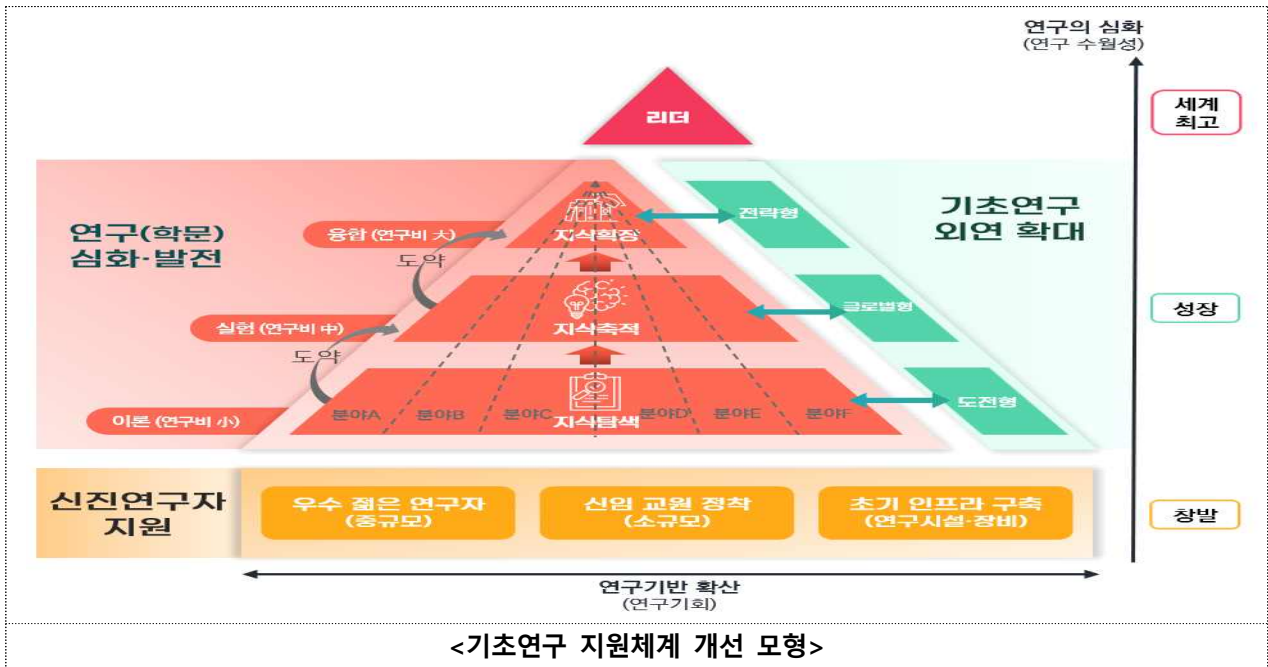 연구의 심화
(연구 수월성)
세계
최고
리더
연구(학문)
심화·발전
기초연구
외연 확대
융합 (연구비 大)
지식확장
전략형
도약
성장
실험 (연구비 中)
지식축적
글로벌형
도약
이론 (연구비 小)
분야A
분야B
분야C
분야D
분야E
분야F
지식탐색
도전형
신진연구자
지원
우수 젊은 연구자
(중규모)
신임 교원 정착
(소규모)
초기 인프라 구축
(연구시설·장비)
창발
연구기반 확산
(연구기회)
<기초연구 지원체계 개선 모형>